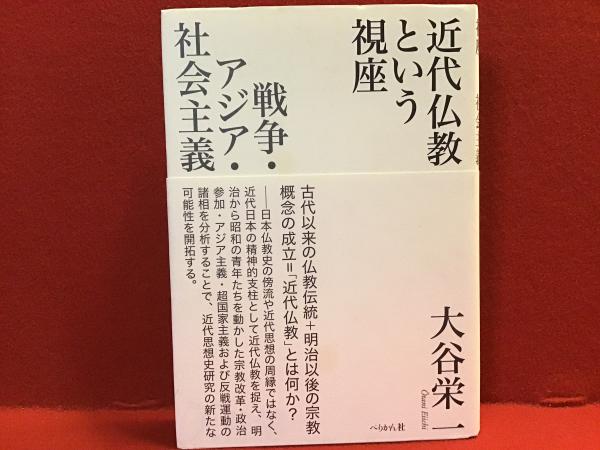 近代仏教
という
視座
戦争・
アジア・
社会主義
古代以来の仏教伝統+明治以後の宗教
概念の成立=「近代仏教」とは何か？
──日本仏教史の傍流や近代思想の周縁ではなく、
近代日本の精神的支柱として近代仏教を捉え、明
治から昭和の青年たちを動かした宗教改革・政治
参加・アジア主義・超国家主義および反戦運動の
諸相を分析することで、近代思想史研究の新たな
可能性を開拓する。
大谷栄一
Ōtani Eiichi
ぺりかん社